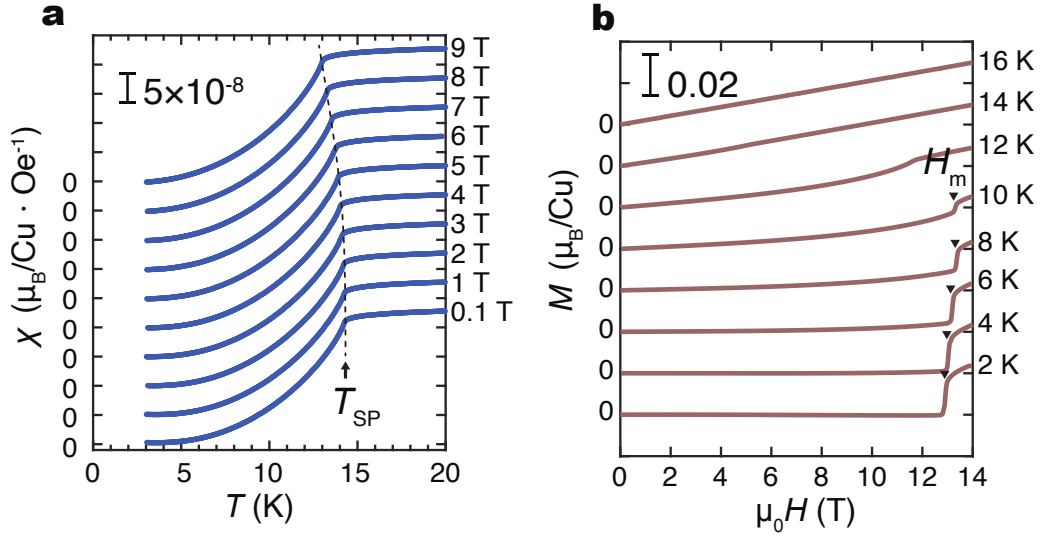 a
χ (μB/Cu · Oe⁻¹)
5×10⁻⁸
9 T
8 T
7 T
6 T
5 T
4 T
3 T
2 T
1 T
0.1 T
0
0
0
0
0
0
0
0
0
0
TSP
0 5 10 15 20
T (K)
b
M (μB/Cu)
0.02
16 K
14 K
12 K
Hm
10 K
8 K
6 K
4 K
2 K
0
0
0
0
0
0
0
0
0 2 4 6 8 10 12 14
μ₀H (T)